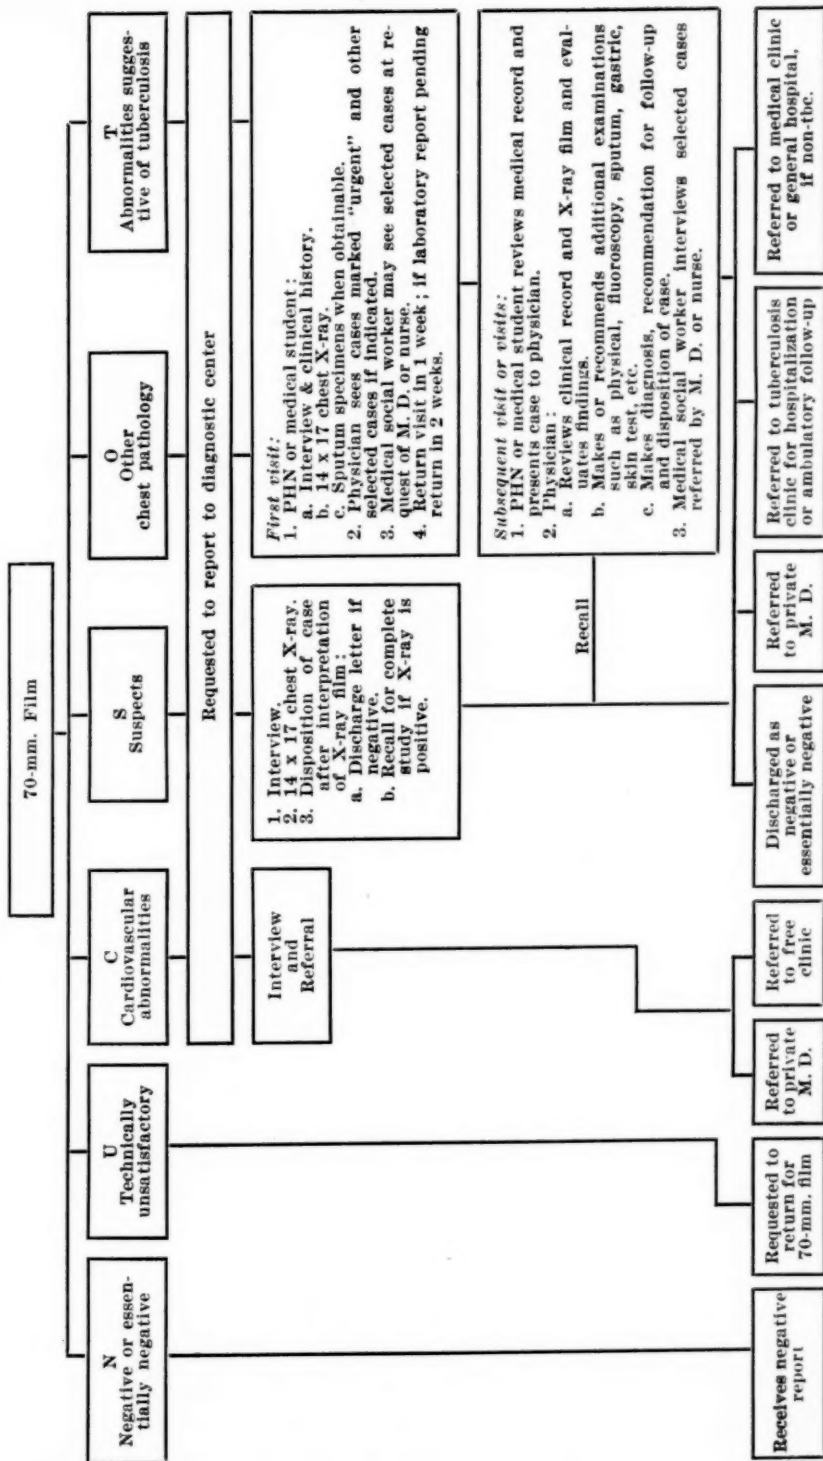 70-mm. Film
N
Negative or essen-
tially negative
U
Technically
unsatisfactory
C
Cardiovascular
abnormalities
S
Suspects
O
Other
chest pathology
T
Abnormalities sugges-
tive of tuberculosis
Requested to report to diagnostic center
Interview
and
Referral
1. Interview.
2. 14 x 17 chest X-ray.
3. Disposition of case
after interpretation
of X-ray film:
a. Discharge letter if
negative.
b. Recall for complete
study if X-ray is
positive.
First visit:
1. PHN or medical student:
a. Interview & clinical history.
b. 14 x 17 chest X-ray.
c. Sputum specimens when obtainable.
2. Physician sees cases marked "urgent" and other
selected cases if indicated.
3. Medical social worker may see selected cases at re-
quest of M. D. or nurse.
4. Return visit in 1 week; if laboratory report pending
return in 2 weeks.
Recall
Subsequent visit or visits:
1. PHN or medical student reviews medical record and
presents case to physician.
2. Physician:
a. Reviews clinical record and X-ray film and eval-
uates findings.
b. Makes or recommends additional examinations
such as physical, fluoroscopy, sputum, gastric,
skin test, etc.
c. Makes diagnosis, recommendation for follow-up
and disposition of case.
3. Medical social worker interviews selected cases
referred by M. D. or nurse.
Receives negative
report
Requested to
return for
70-mm. film
Referred
to private
M. D.
Referred
to free
clinic
Discharged as
negative or
essentially negative
Referred
to private
M. D.
Referred to tuberculosis
clinic for hospitalization
or ambulatory follow-up
Referred to medical clinic
or general hospital,
if non-tbc.